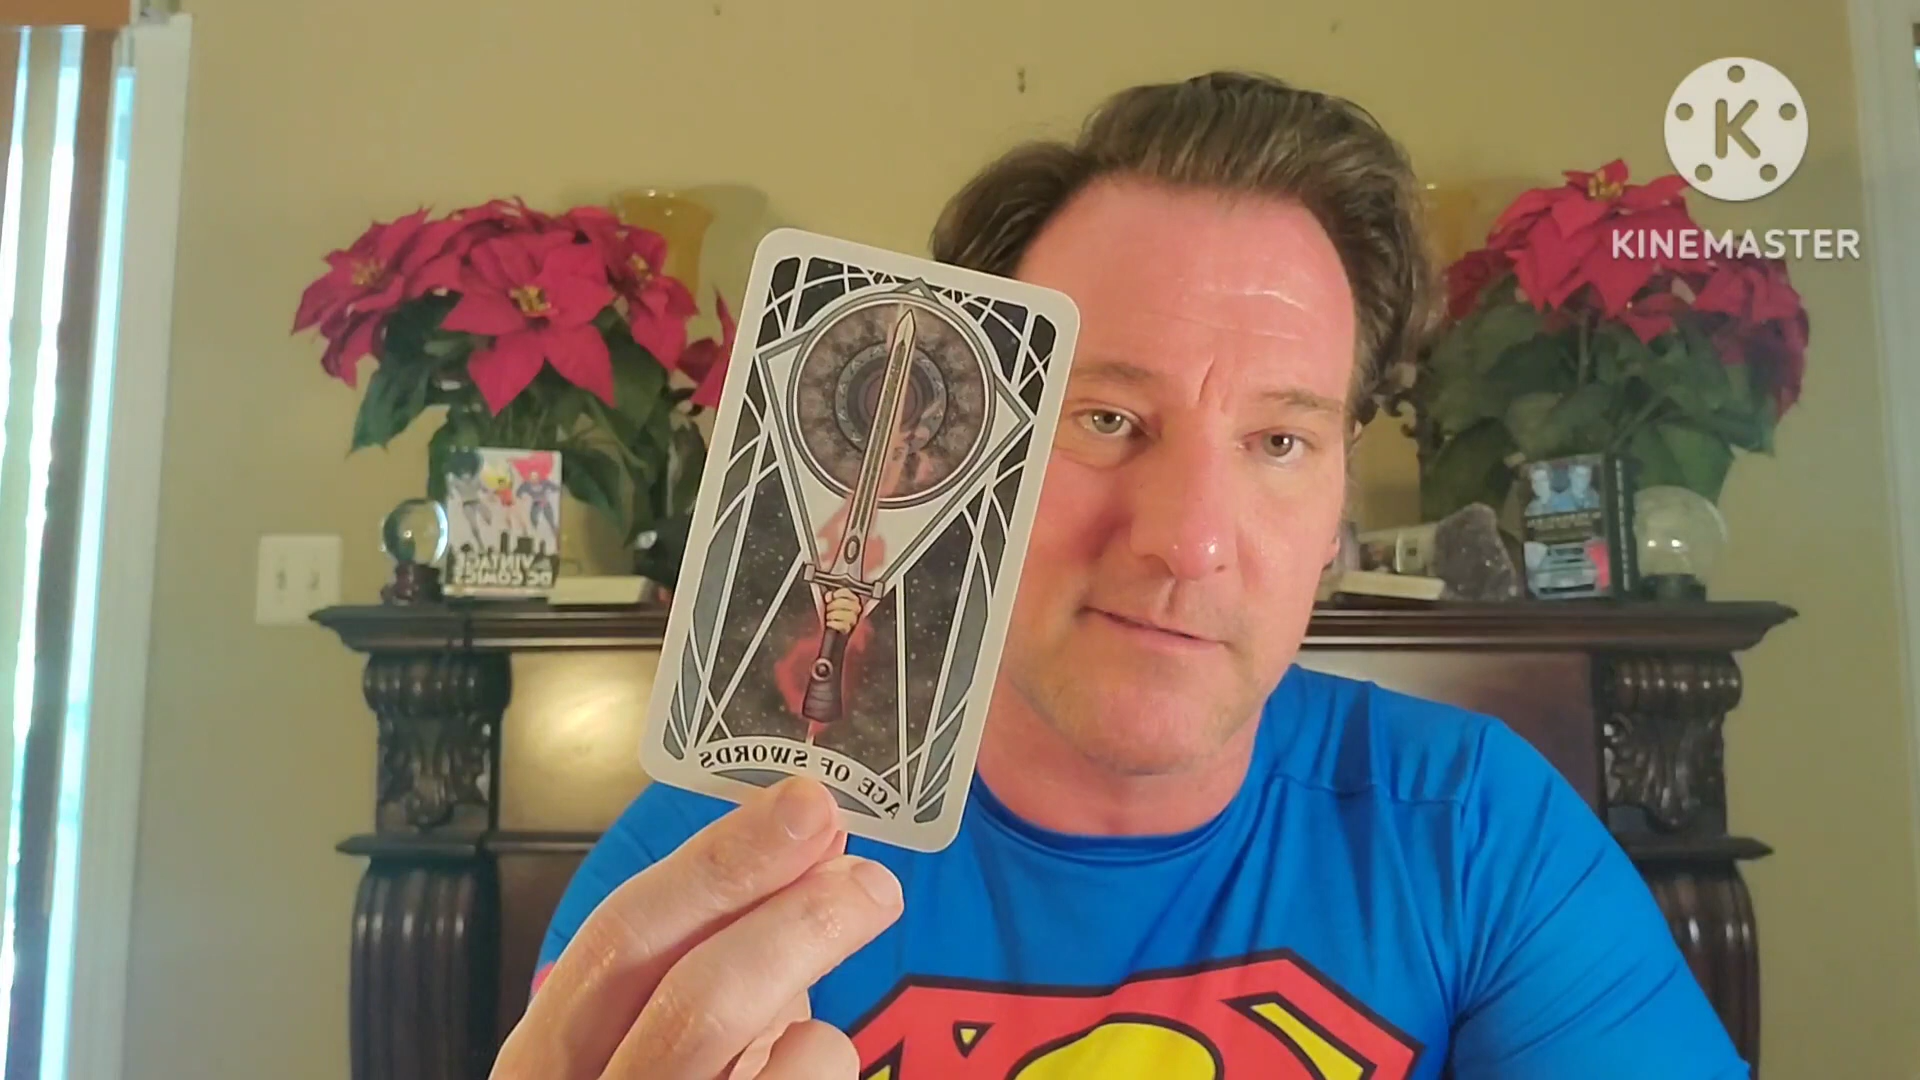 K
KINEMASTER
VINTAGE
DC COMICS
ACE OF SWORDS